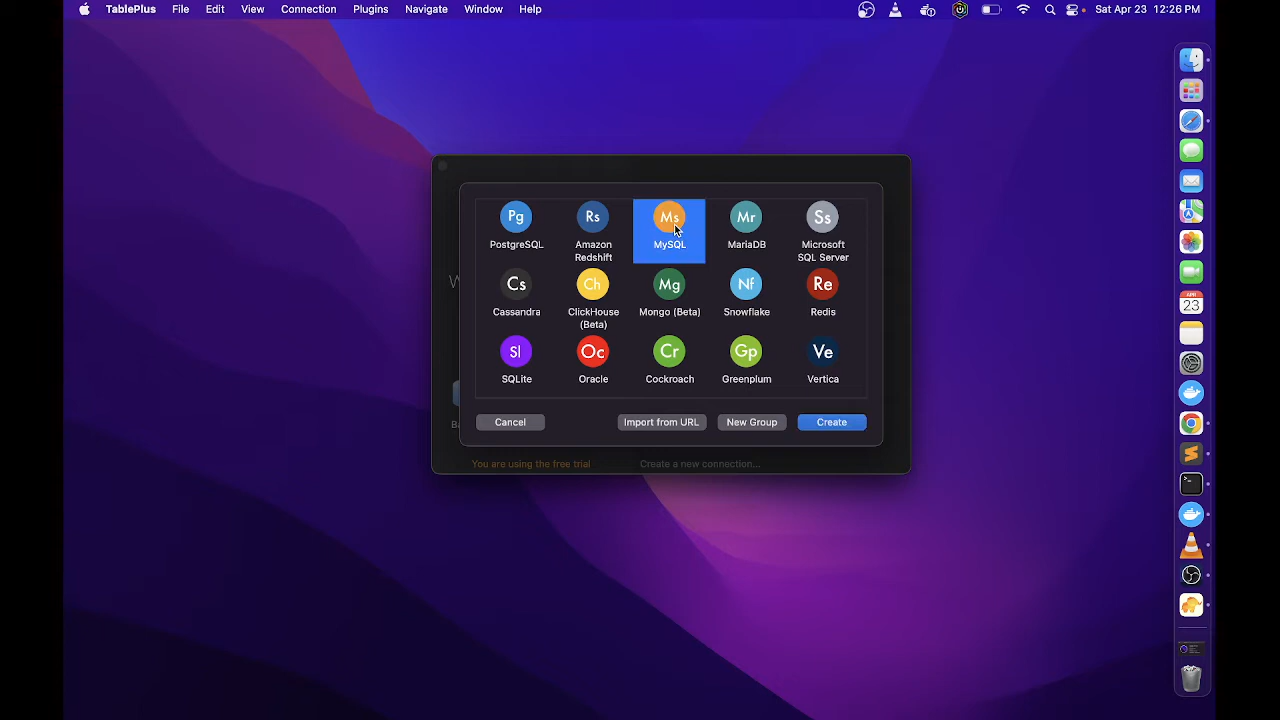 TablePlus File Edit View Connection Plugins Navigate Window Help Sat Apr 23 12:26 PM
Pg Rs Ms Mr Ss
PostgreSQL Amazon Redshift MySQL MariaDB Microsoft SQL Server
Cs Ch Mg Nf Re
Cassandra ClickHouse (Beta) Mongo (Beta) Snowflake Redis
Sl Oc Cr Gp Ve
SQLite Oracle Cockroach Greenplum Vertica
Cancel Import from URL New Group Create
You are using the free trial Create a new connection...
APR
23